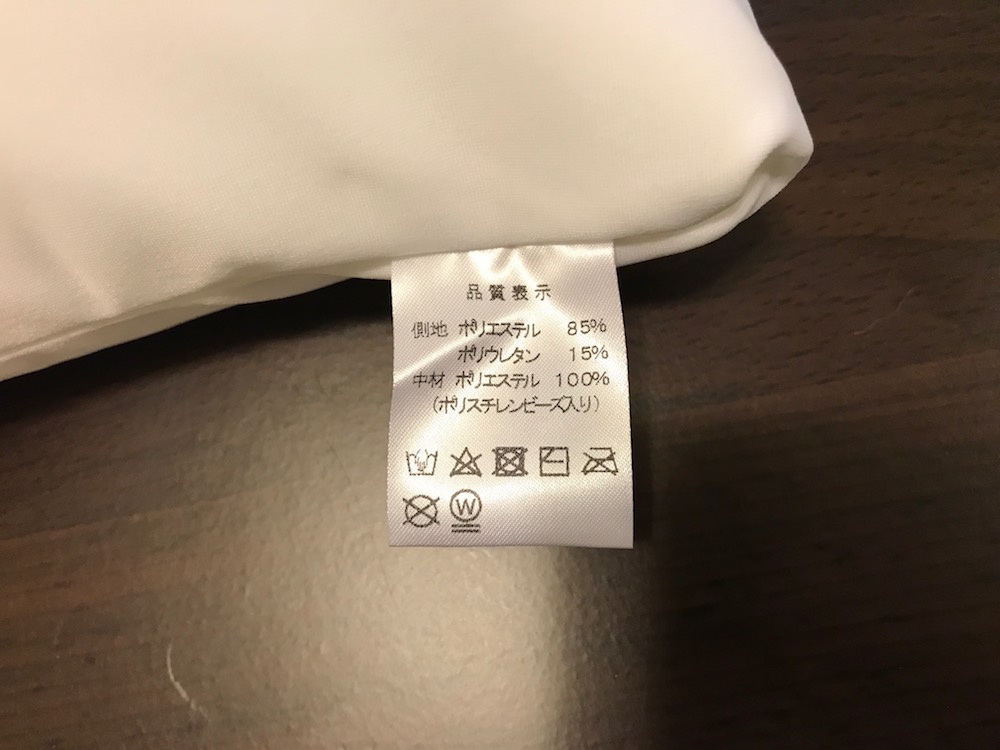 品質表示
側地 ポリエステル 85%
ポリウレタン 15%
中材 ポリエステル 100%
(ポリスチレンビーズ入り)
W